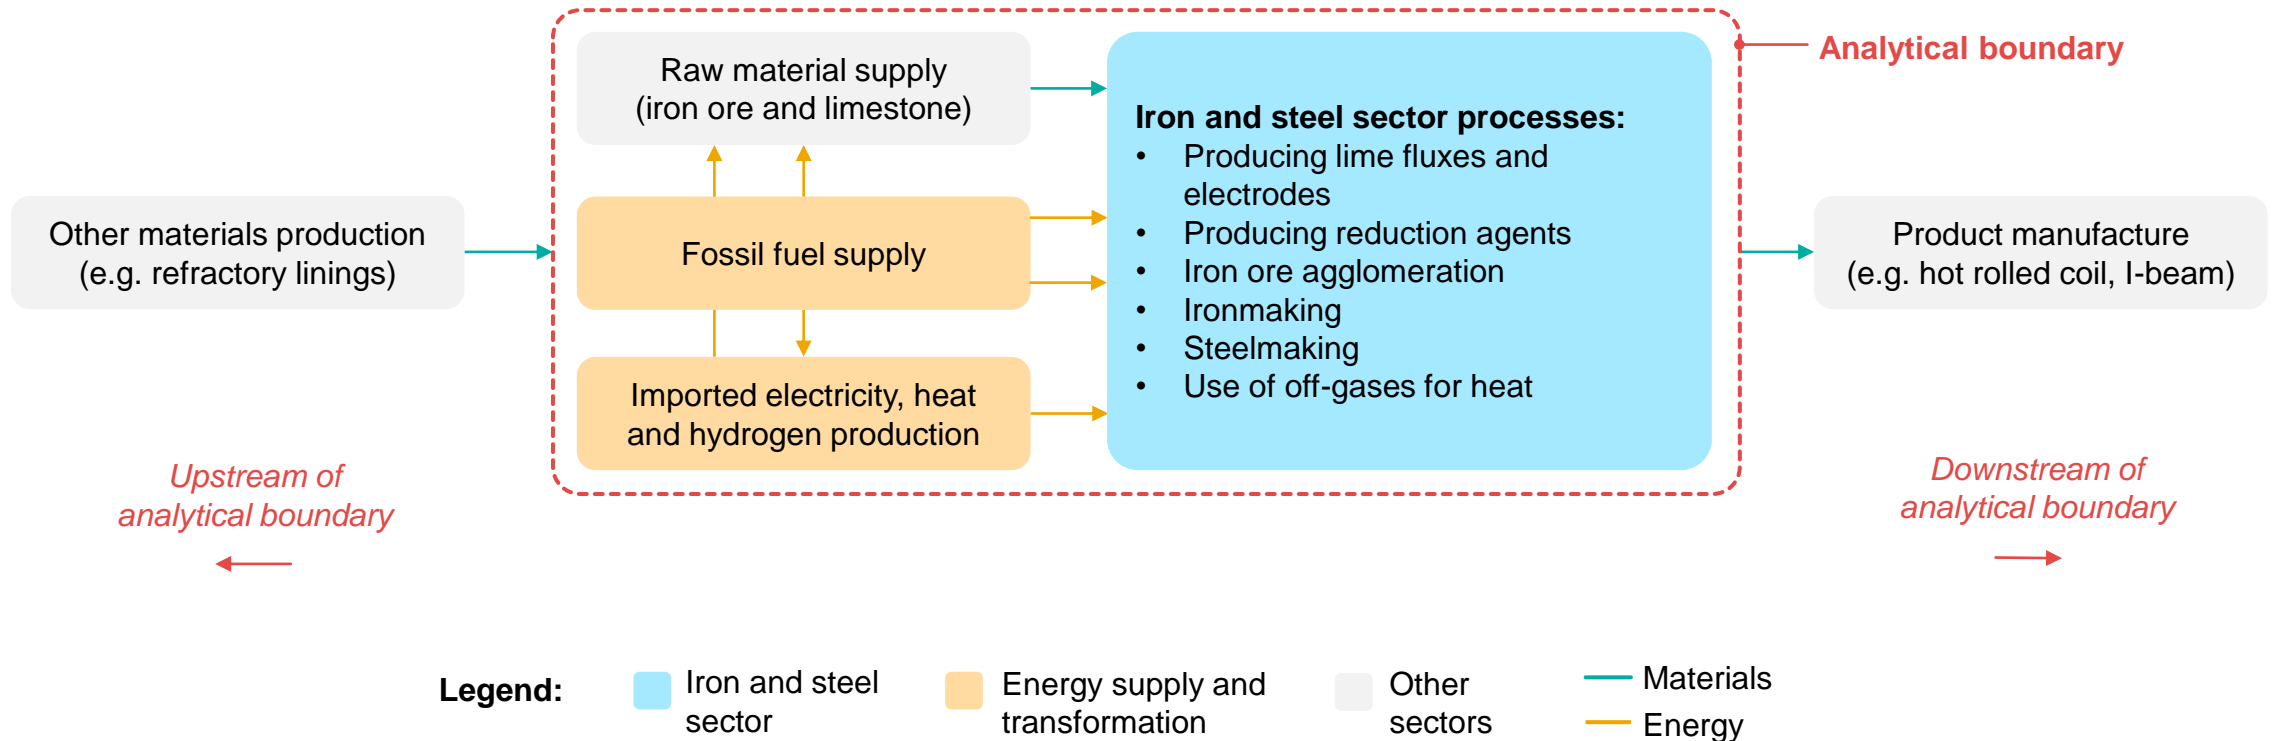 Analytical boundary
Raw material supply
(iron ore and limestone)
Iron and steel sector processes:
• Producing lime fluxes and
electrodes
• Producing reduction agents
• Iron ore agglomeration
• Ironmaking
• Steelmaking
• Use of off-gases for heat
Other materials production
(e.g. refractory linings)
Fossil fuel supply
Product manufacture
(e.g. hot rolled coil, I-beam)
Imported electricity, heat
and hydrogen production
Upstream of
analytical boundary
Downstream of
analytical boundary
Legend:
Iron and steel
sector
Energy supply and
transformation
Other
sectors
Materials
Energy